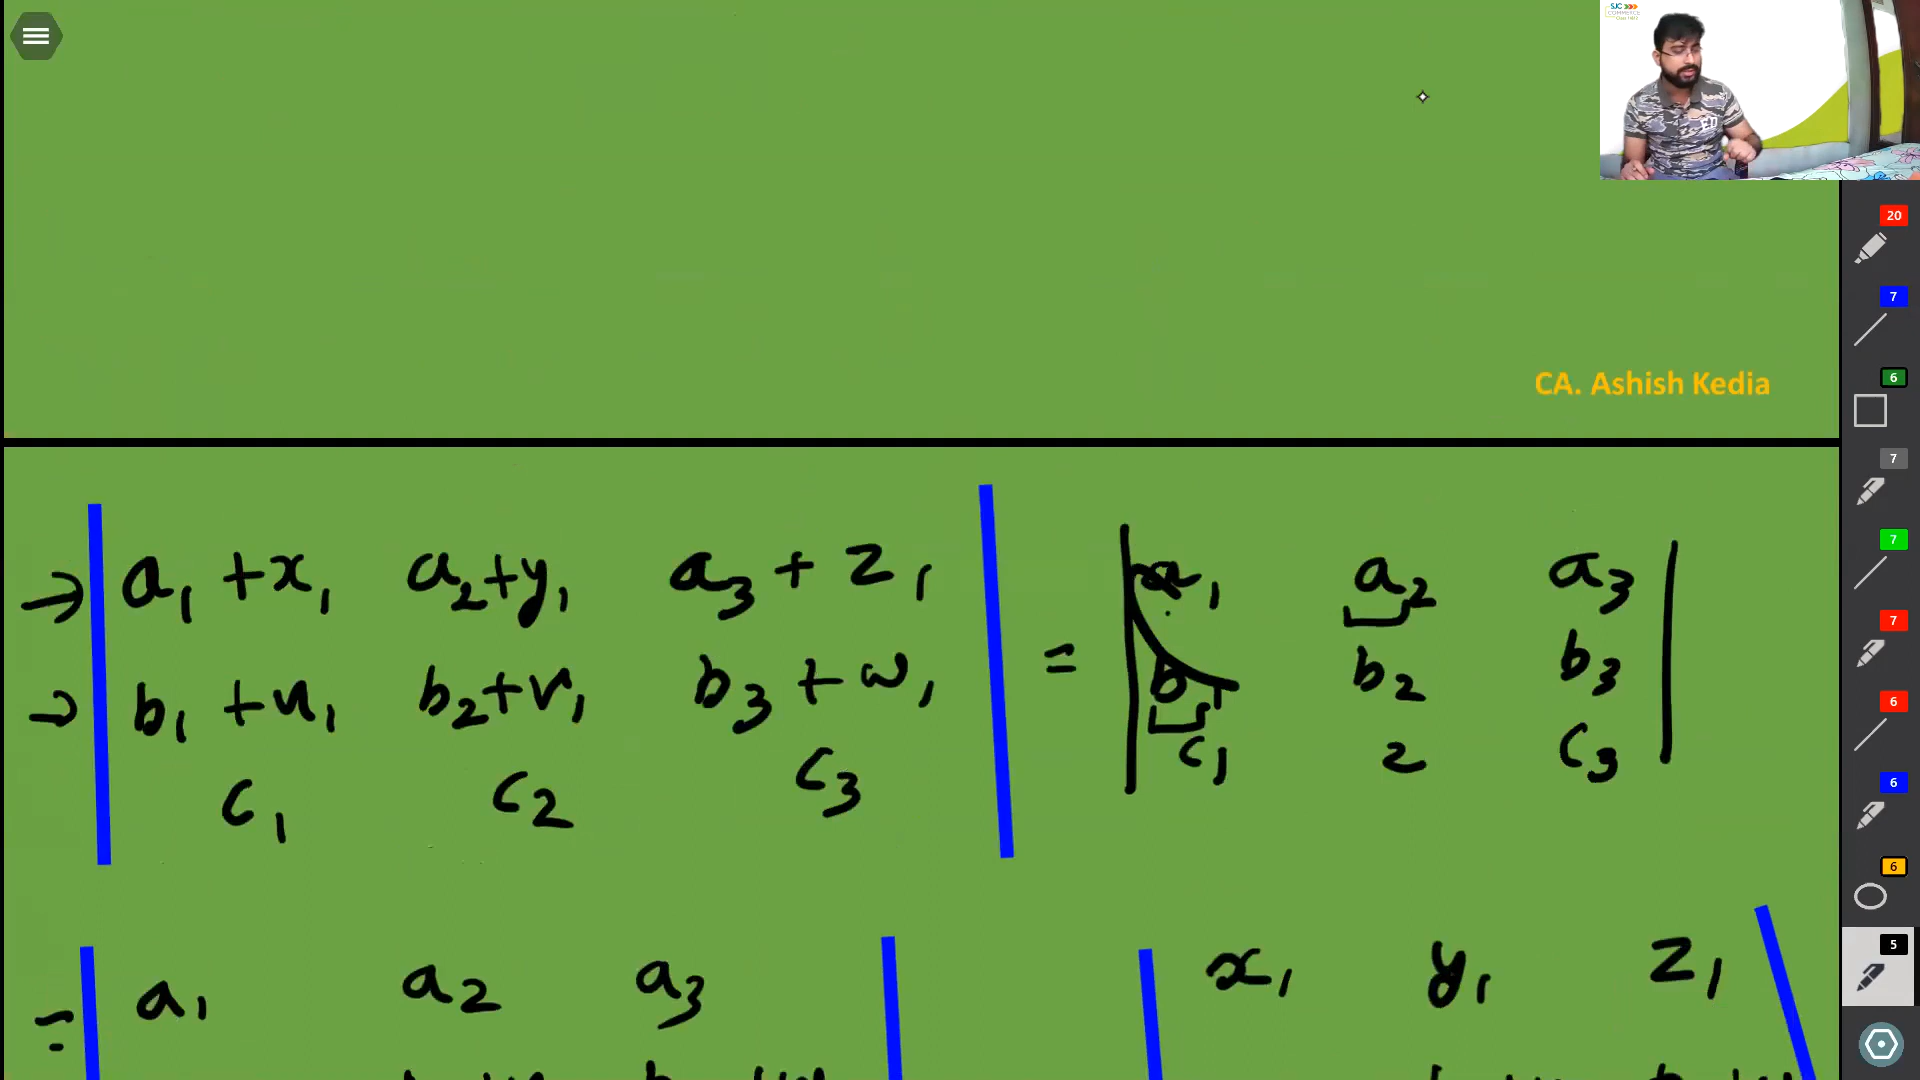 SJC
COMMERCE
20
7
6
CA. Ashish Kedia
7
7
7
6
6
6
5
→ a₁ + x₁ a₂ + y₁ a₃ + z₁ = a₁ a₂ a₃
→ b₁ + u₁ b₂ + v₁ b₃ + w₁ b₁ b₂ b₃
c₁ c₂ c₃ c₁ 2 c₃
= a₁ a₂ a₃ x₁ y₁ z₁